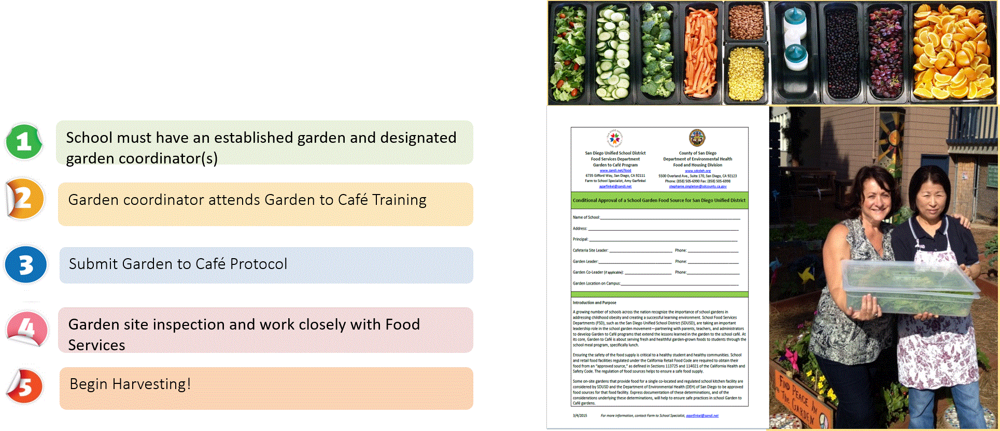 1
School must have an established garden and designated
garden coordinator(s)
2
Garden coordinator attends Garden to Café Training
3
Submit Garden to Café Protocol
4
Garden site inspection and work closely with Food
Services
5
Begin Harvesting!
San Diego Unified School District
Food Services Department
Garden to Café Program
www.sandi.net/food
6735 Gifford Way, San Diego, CA 92111
Farm to School Specialist, Amy Garfinkel
agarfinkel@sandi.net
County of San Diego
Department of Environmental Health
Food and Housing Division
www.sdcdeh.org
5500 Overland Ave., Suite 170, San Diego, CA 92123
Phone: (858) 505-6990 Fax: (858) 505-6998
stephanie.singleton@sdcounty.ca.gov
Conditional Approval of a School Garden Food Source for San Diego Unified District
Name of School:
Address:
Principal:
Cafeteria Site Leader: Phone:
Garden Leader: Phone:
Garden Co-Leader (if applicable): Phone:
Garden Location on Campus:
Introduction and Purpose
A growing number of schools across the nation recognize the importance of school gardens in
addressing childhood obesity and creating a successful learning environment. School Food Services
Departments (FSD), such as the San Diego Unified School District (SDUSD), are taking an important
leadership role in the school garden movement—partnering with parents, teachers, and administrators
to develop Garden to Café programs that extend the lessons learned in the garden to the school café. At
its core, Garden to Café is about serving fresh and healthful garden-grown foods to students through the
school meal program, specifically lunch.
Ensuring the safety of the food supply is critical to a healthy student and healthy communities. School
and retail food facilities regulated under the California Retail Food Code are required to obtain their
food from an “approved source,” as defined in Sections 113725 and 114021 of the California Health and
Safety Code. The regulation of food sources helps to ensure a safe food supply.
Some on-site gardens that provide food for a single co-located and regulated school kitchen facility are
considered by SDUSD and the Department of Environmental Health (DEH) of San Diego to be approved
food sources for that food facility. Express documentation of these determinations, and of the
considerations underlying these determinations, will help to ensure safe practices in school Garden to
Café gardens.
3/4/2015 For more information, contact Farm to School Specialist, agarfinkel@sandi.net
FIND PEACE IN
THE GARDEN